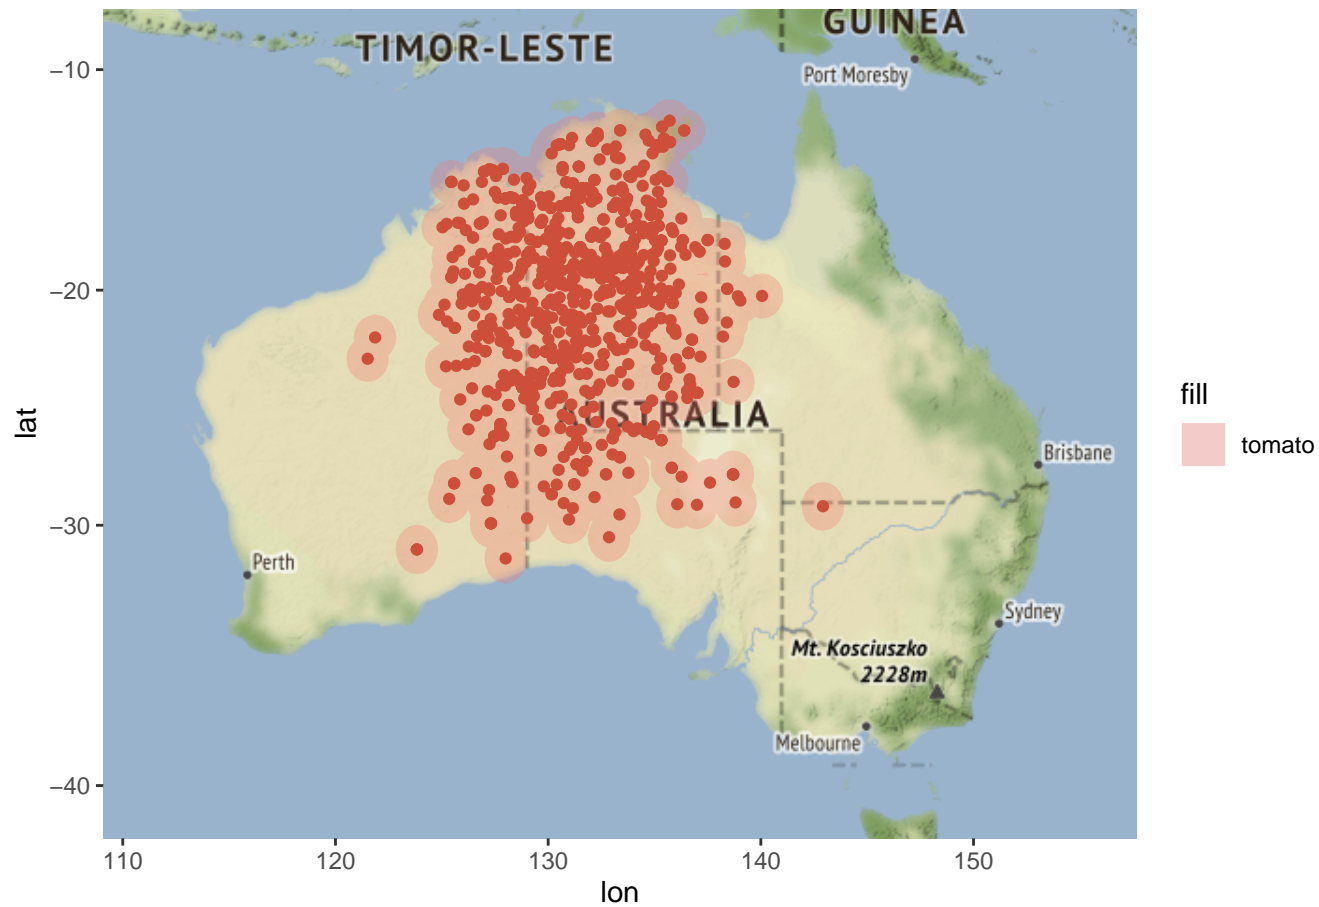 GUINEA
TIMOR-LESTE
Port Moresby
−10
−20
−30
−40
lat
AUSTRALIA
Brisbane
Perth
Sydney
Mt. Kosciuszko
2228m
Melbourne
110
120
130
140
150
lon
fill
tomato